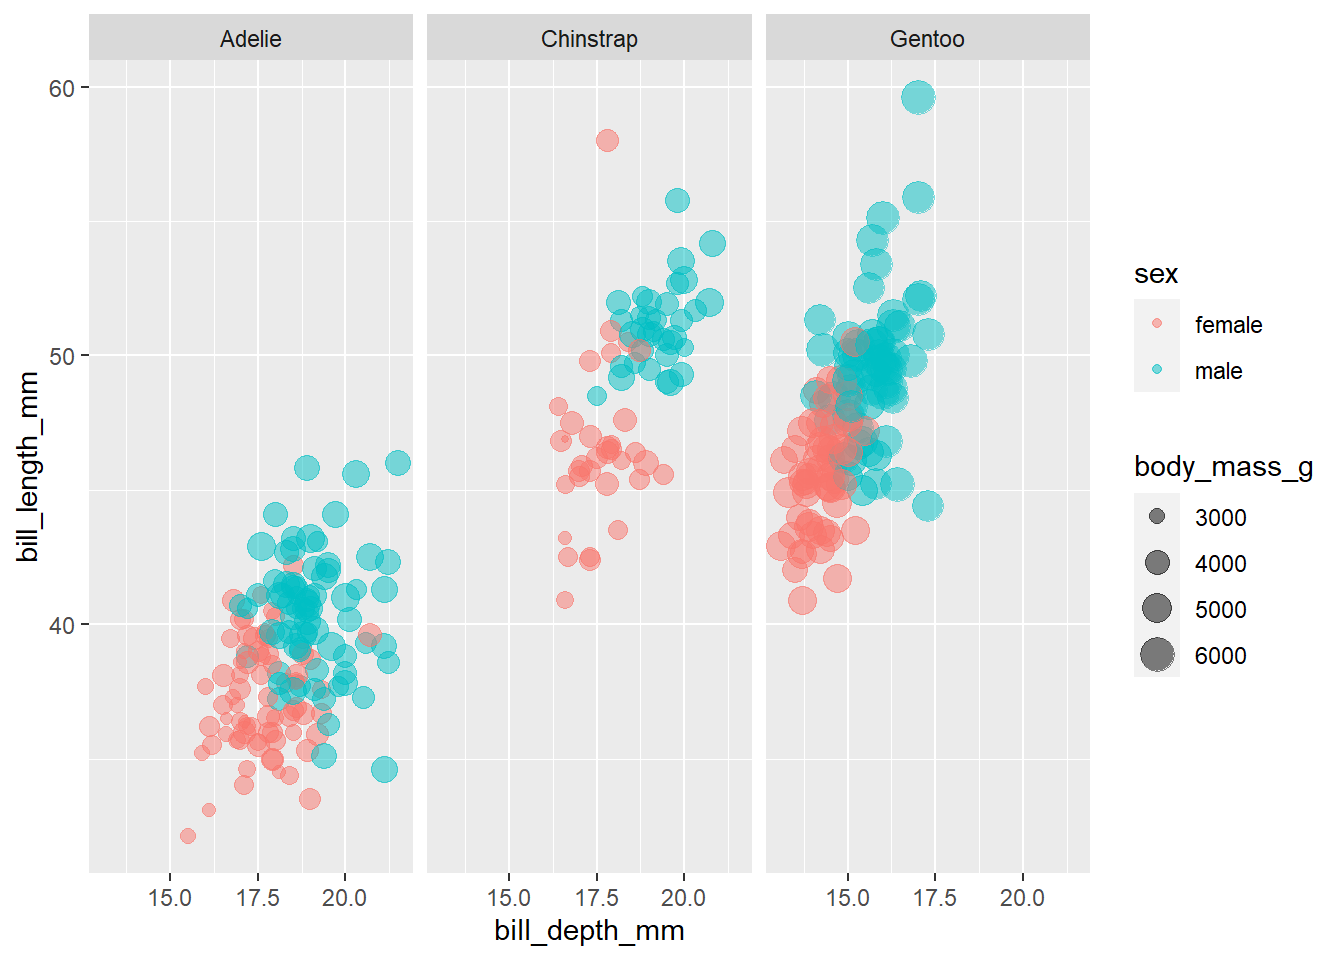 Adelie
Chinstrap
Gentoo
60
50
40
bill_length_mm
15.0 17.5 20.0
15.0 17.5 20.0
15.0 17.5 20.0
bill_depth_mm
sex
female
male
body_mass_g
3000
4000
5000
6000